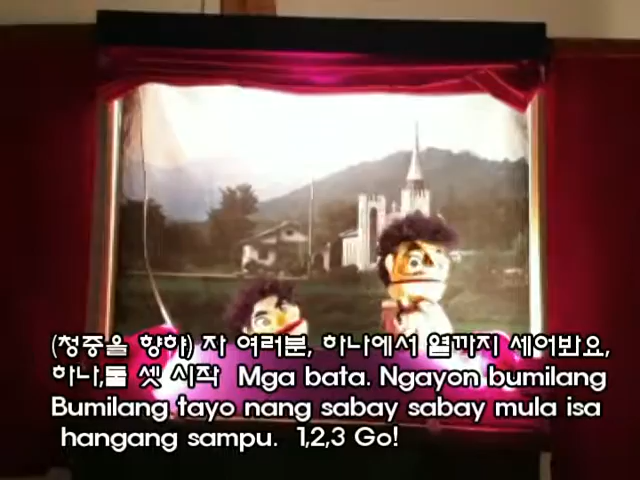 (청중을 향햐) 자 여러분, 하나에서 열까지 세어봐요,
하나,둘 셋 시작 Mga bata. Ngayon bumilang
Bumilang tayo nang sabay sabay mula isa
hangang sampu. 1,2,3 Go!